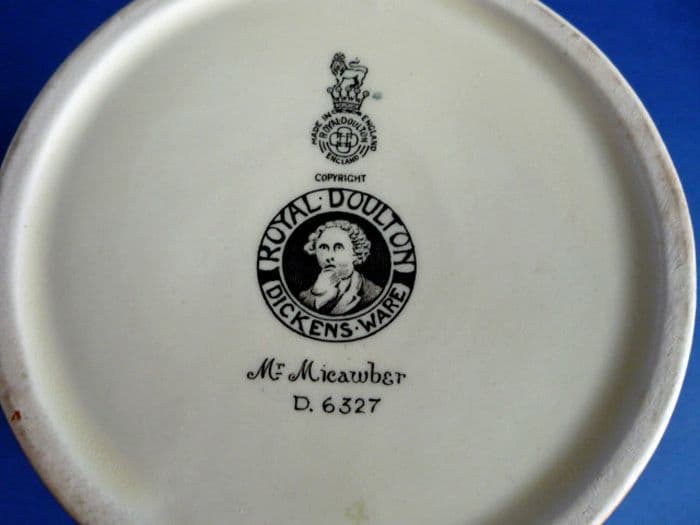 MADE IN ENGLAND
ROYAL DOULTON
ENGLAND
COPYRIGHT
ROYAL·DOULTON
DICKENS·WARE
Mr Micawber
D. 6327